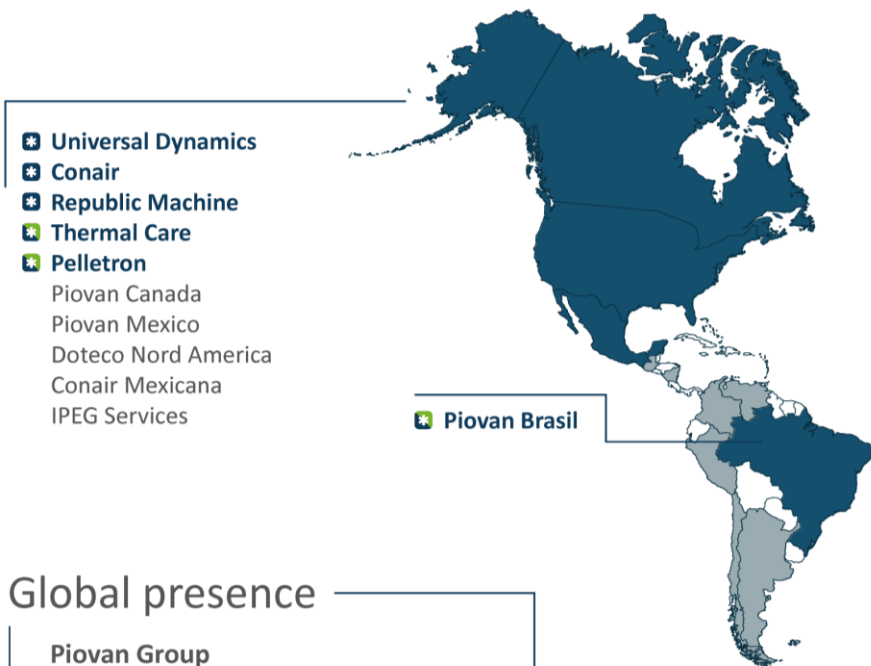 Universal Dynamics
Conair
Republic Machine
Thermal Care
Pelletron
Piovan Canada
Piovan Mexico
Doteco Nord America
Conair Mexicana
IPEG Services
Piovan Brasil
Global presence
Piovan Group